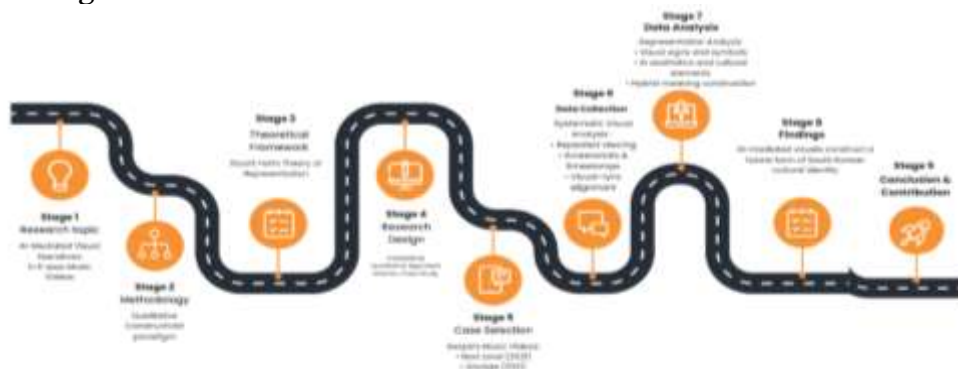 Stage 1
Research topic
AI-Mediated Visual
Narratives
in K-pop Music
Videos
Stage 2
Methodology
Qualitative
Constructivist
paradigm
Stage 3
Theoretical
Framework
Stuart Hall's Theory of
Representation
Stage 4
Research
Design
Stage 5
Case Selection
Aespa's Music Videos:
• Next Level (2021)
Stage 6
Data Collection
Systematic Visual
Analysis
• Repeated viewing
• Screenshots &
timestamps
• Visual-lyric
alignment
Stage 7
Data Analysis
Representation Analysis
• Visual signs and symbols
• AI aesthetics and cultural
elements
• Hybrid meaning construction
Stage 8
Findings
AI-mediated visuals construct a
hybrid form of South Korean
cultural identity
Stage 9
Conclusion &
Contribution